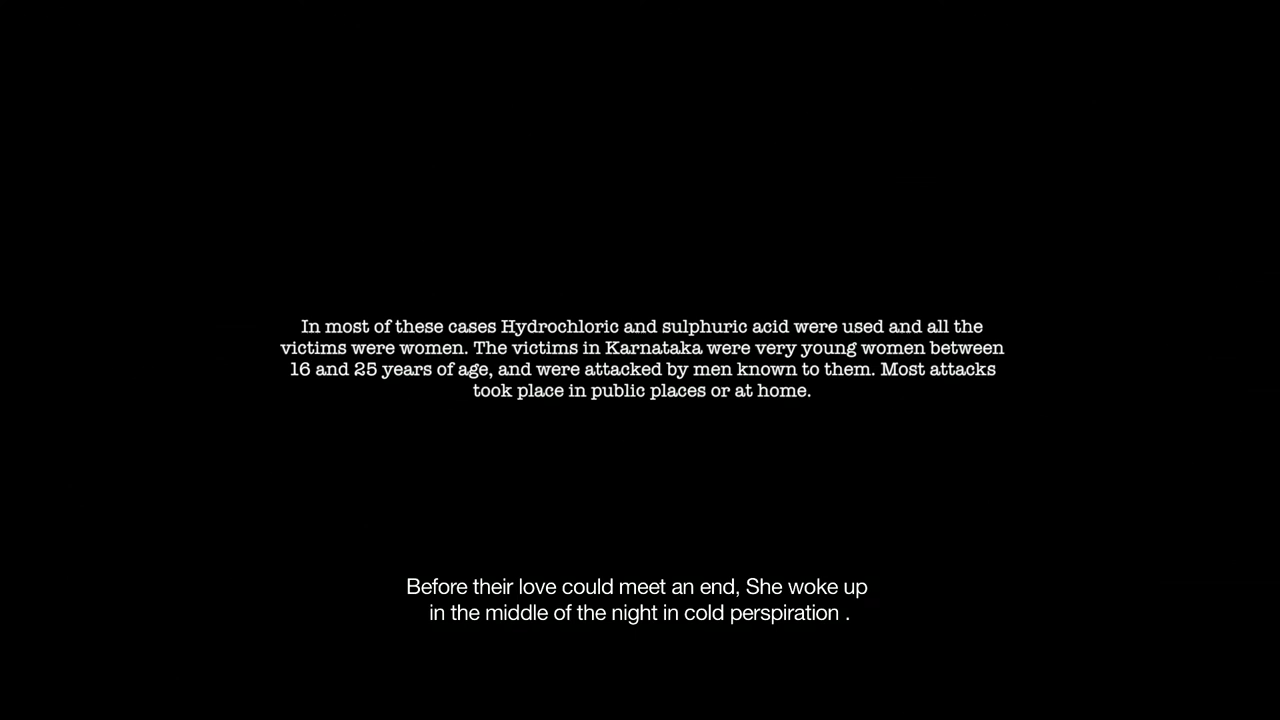 In most of these cases Hydrochloric and sulphuric acid were used and all the
victims were women. The victims in Karnataka were very young women between
16 and 25 years of age, and were attacked by men known to them. Most attacks
took place in public places or at home.
Before their love could meet an end, She woke up
in the middle of the night in cold perspiration .